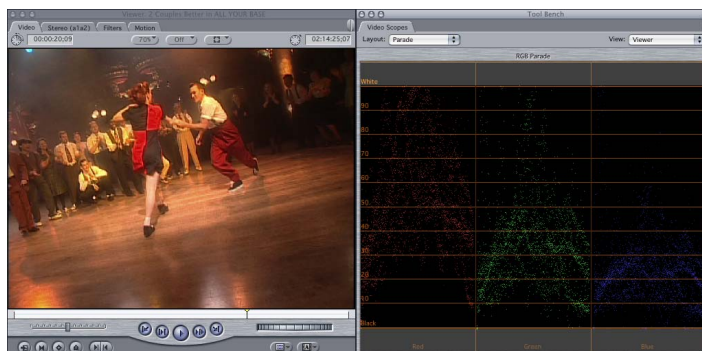 Viewer: 2 Couples Better in ALL YOUR BASE
Video
Stereo (a1a2)
Filters
Motion
00:00:20;09
70%
Off
02:14:25;07
Tool Bench
Video Scopes
Layout: Parade
View: Viewer
RGB Parade
White
90
80
70
60
50
40
30
20
10
Black
Red
Green
Blue
A